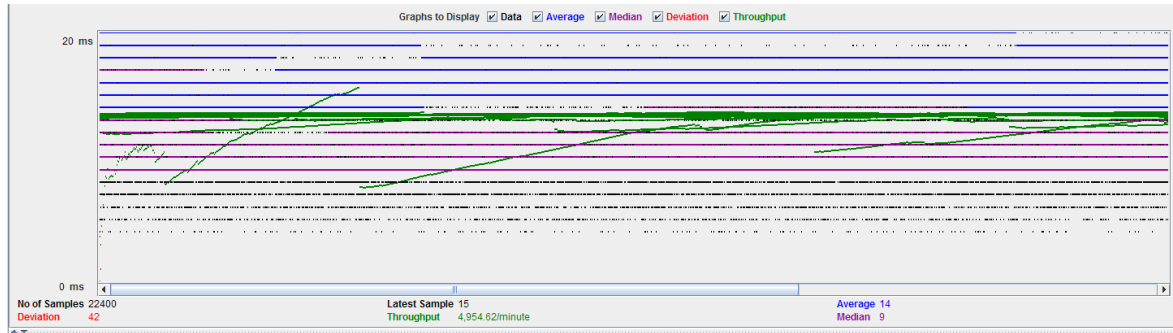 Graphs to Display Data Average Median Deviation Throughput
20 ms
0 ms
No of Samples 22400 Latest Sample 15 Average 14
Deviation 42 Throughput 4,954.62/minute Median 9